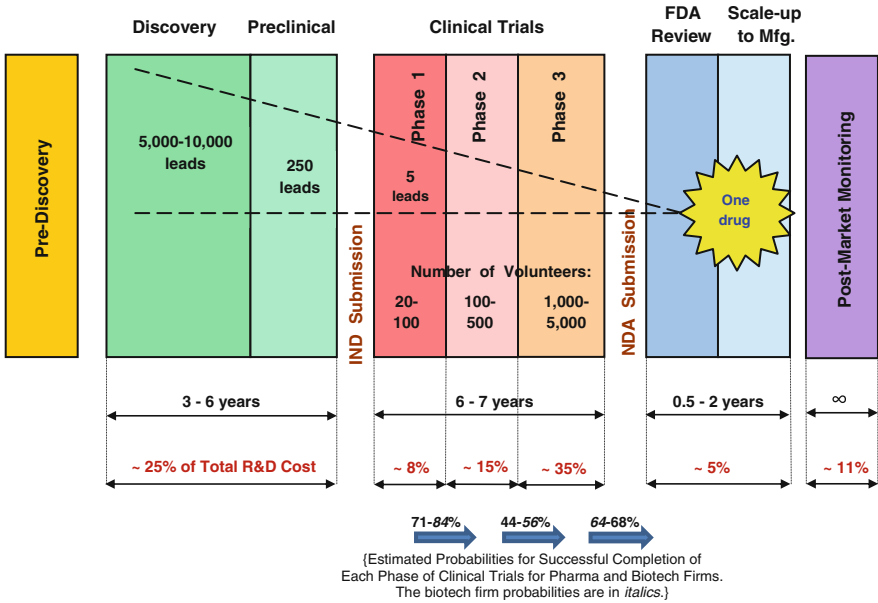 Discovery
Preclinical
Clinical Trials
FDA
Review
Scale-up
to Mfg.
Pre-Discovery
5,000-10,000
leads
250
leads
IND Submission
Phase 1
Phase 2
Phase 3
5
leads
Number of Volunteers:
20-
100
100-
500
1,000-
5,000
NDA Submission
One
drug
Post-Market Monitoring
3 - 6 years
6 - 7 years
0.5 - 2 years
∞
~ 25% of Total R&D Cost
~ 8%
~ 15%
~ 35%
~ 5%
~ 11%
71-84%
44-56%
64-68%
{Estimated Probabilities for Successful Completion of
Each Phase of Clinical Trials for Pharma and Biotech Firms.
The biotech firm probabilities are in italics.}